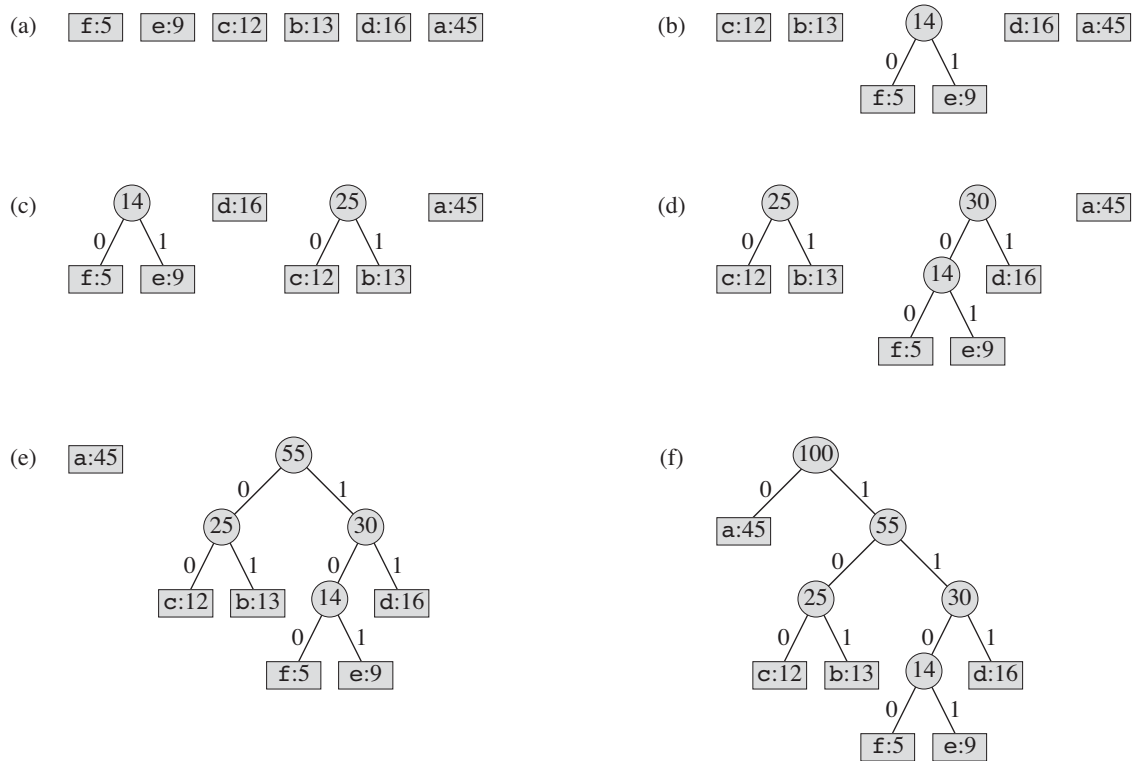 (a) f:5 e:9 c:12 b:13 d:16 a:45
(b) c:12 b:13 14 d:16 a:45
0 1
f:5 e:9
(c) 14 d:16 25 a:45
0 1 0 1
f:5 e:9 c:12 b:13
(d) 25 30 a:45
0 1 0 1
c:12 b:13 14 d:16
0 1
f:5 e:9
(e) a:45 55
0 1
25 30
0 1 0 1
c:12 b:13 14 d:16
0 1
f:5 e:9
(f) 100
0 1
a:45 55
0 1
25 30
0 1 0 1
c:12 b:13 14 d:16
0 1
f:5 e:9